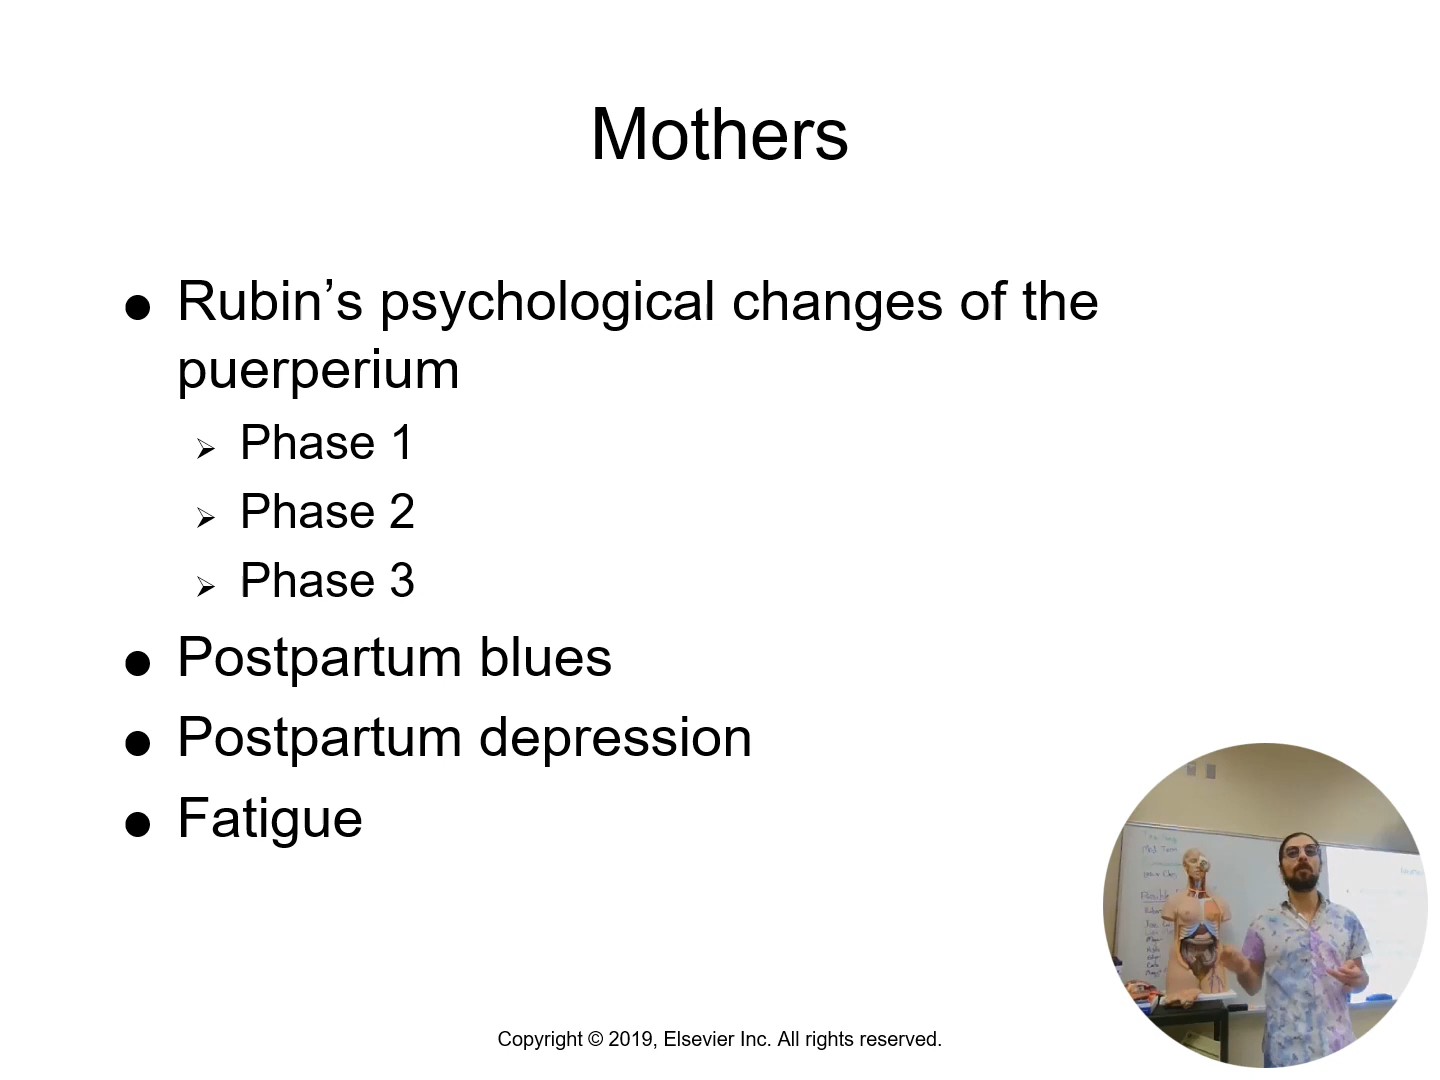 Mothers
● Rubin’s psychological changes of the
puerperium
➢ Phase 1
➢ Phase 2
➢ Phase 3
● Postpartum blues
● Postpartum depression
● Fatigue
Copyright © 2019, Elsevier Inc. All rights reserved.